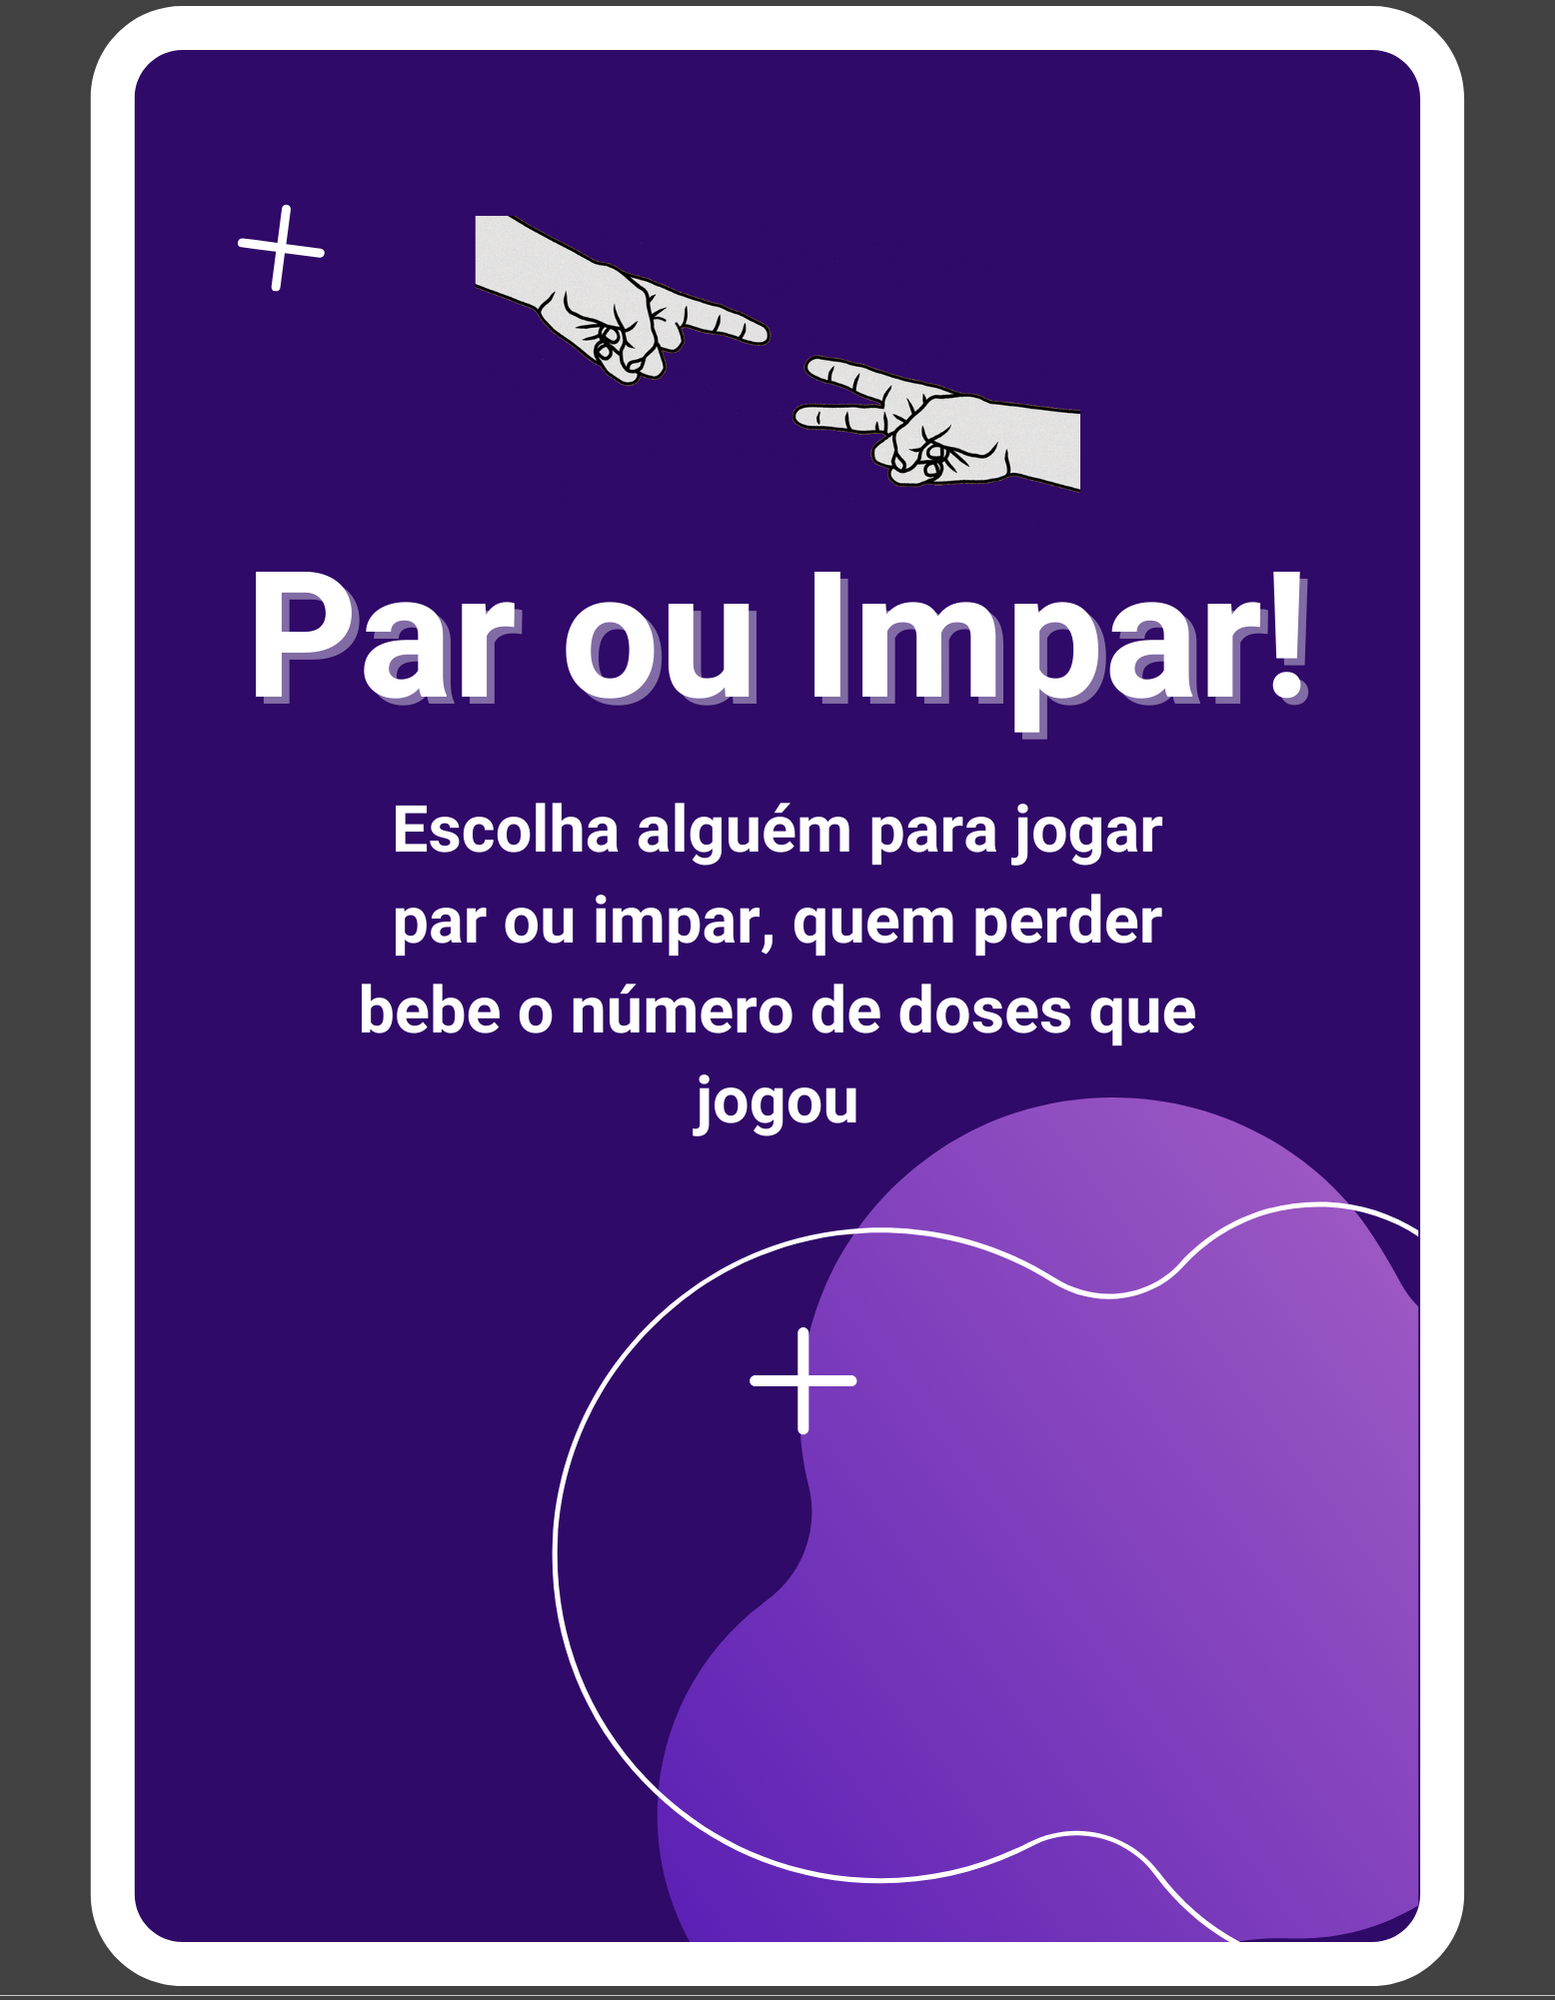 Par ou Impar!
Escolha alguém para jogar
par ou impar, quem perder
bebe o número de doses que
jogou